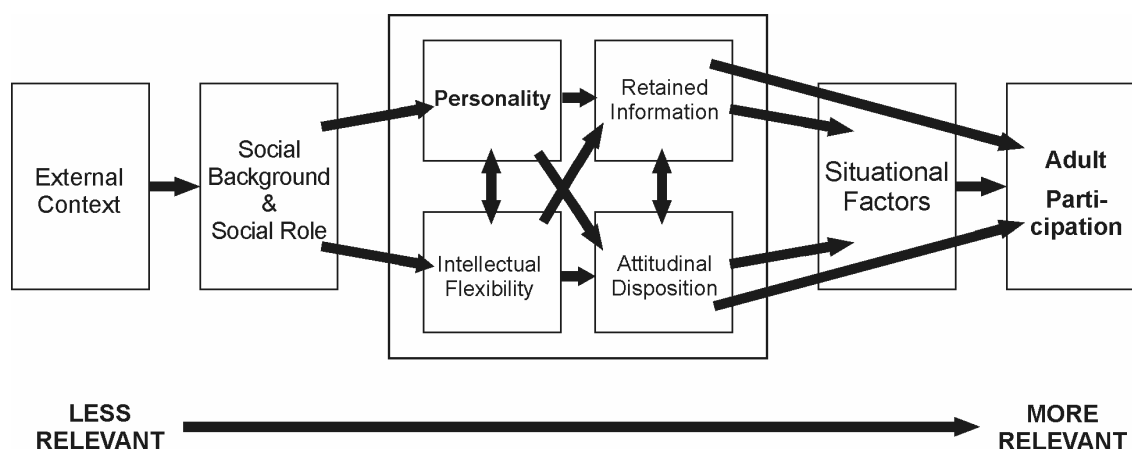 External
Context
Social
Background
&
Social Role
Personality
Retained
Information
Intellectual
Flexibility
Attitudinal
Disposition
Situational
Factors
Adult
Parti-
cipation
LESS
RELEVANT
MORE
RELEVANT